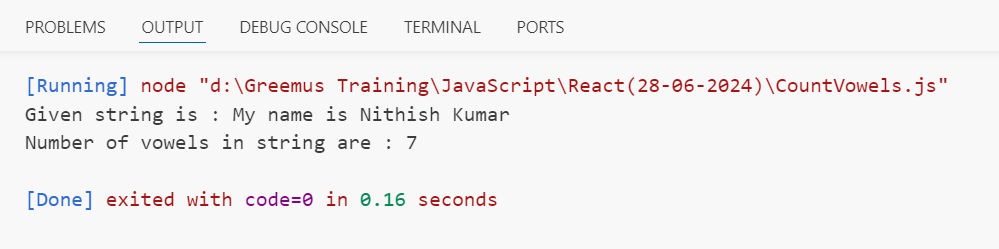 PROBLEMS OUTPUT DEBUG CONSOLE TERMINAL PORTS
[Running] node "d:\Greemus Training\JavaScript\React(28-06-2024)\CountVowels.js"
Given string is : My name is Nithish Kumar
Number of vowels in string are : 7
[Done] exited with code=0 in 0.16 seconds